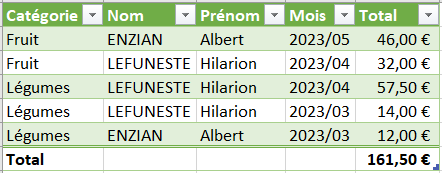 Catégorie Nom Prénom Mois Total
Fruit ENZIAN Albert 2023/05 46,00 €
Fruit LEFUNESTE Hilarion 2023/04 32,00 €
Légumes LEFUNESTE Hilarion 2023/04 57,50 €
Légumes LEFUNESTE Hilarion 2023/03 14,00 €
Légumes ENZIAN Albert 2023/03 12,00 €
Total 161,50 €